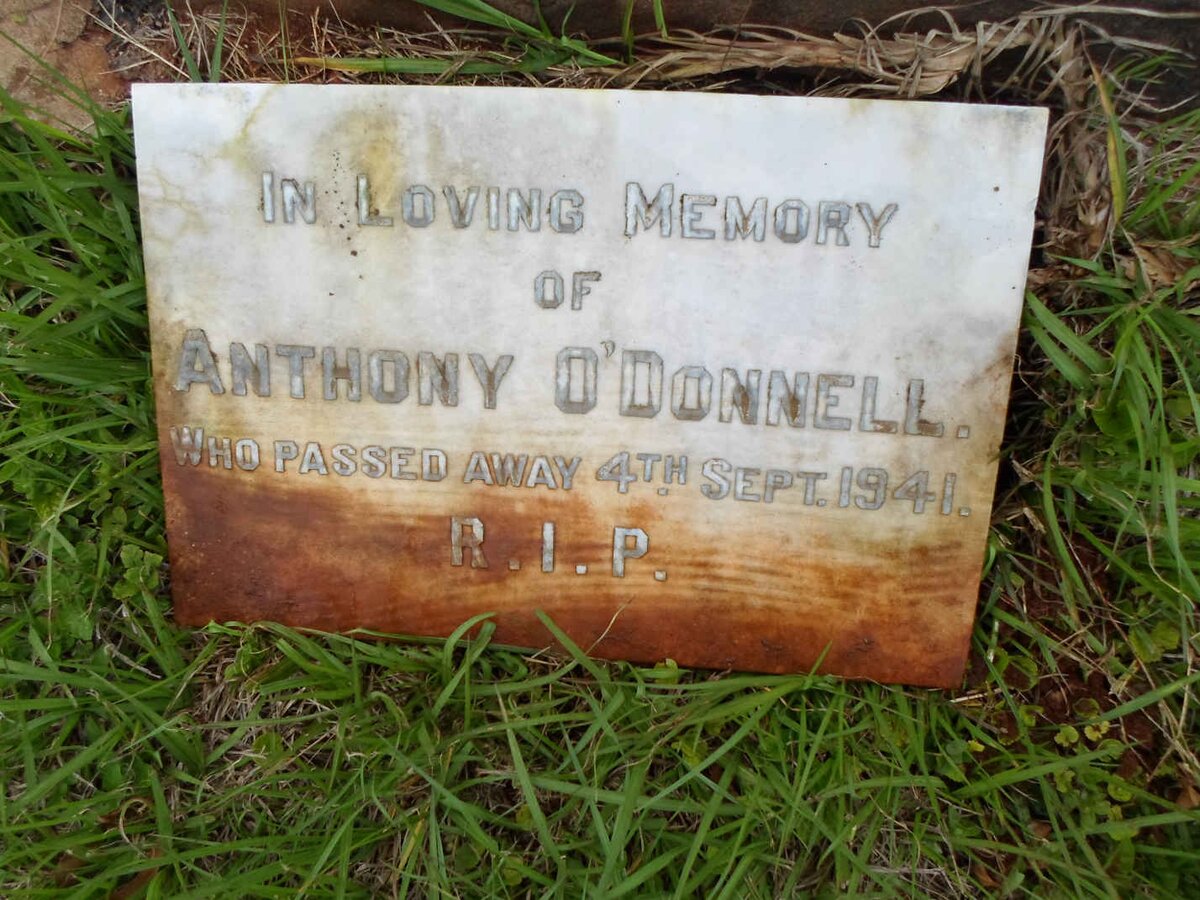 In Loving Memory
of
Anthony O'Donnell.
Who passed away 4th Sept. 1941.
R.I.P.